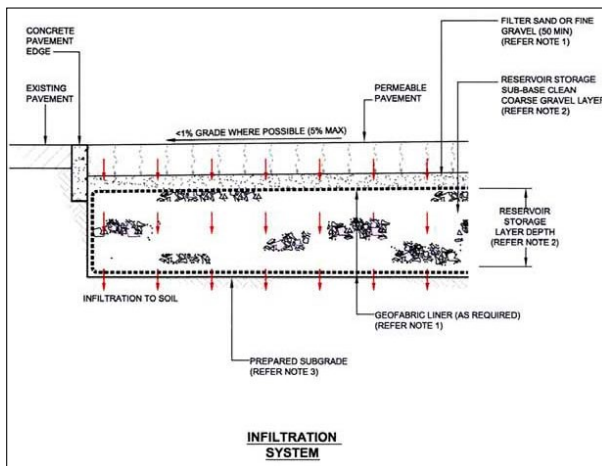 CONCRETE
PAVEMENT
EDGE
EXISTING
PAVEMENT
<1% GRADE WHERE POSSIBLE (5% MAX)
PERMEABLE
PAVEMENT
FILTER SAND OR FINE
GRAVEL (50 MIN)
(REFER NOTE 1)
RESERVOIR STORAGE
SUB-BASE CLEAN
COARSE GRAVEL LAYER
(REFER NOTE 2)
RESERVOIR
STORAGE
LAYER DEPTH
(REFER NOTE 2)
INFILTRATION TO SOIL
GEOFABRIC LINER (AS REQUIRED)
(REFER NOTE 1)
PREPARED SUBGRADE
(REFER NOTE 3)
INFILTRATION
SYSTEM